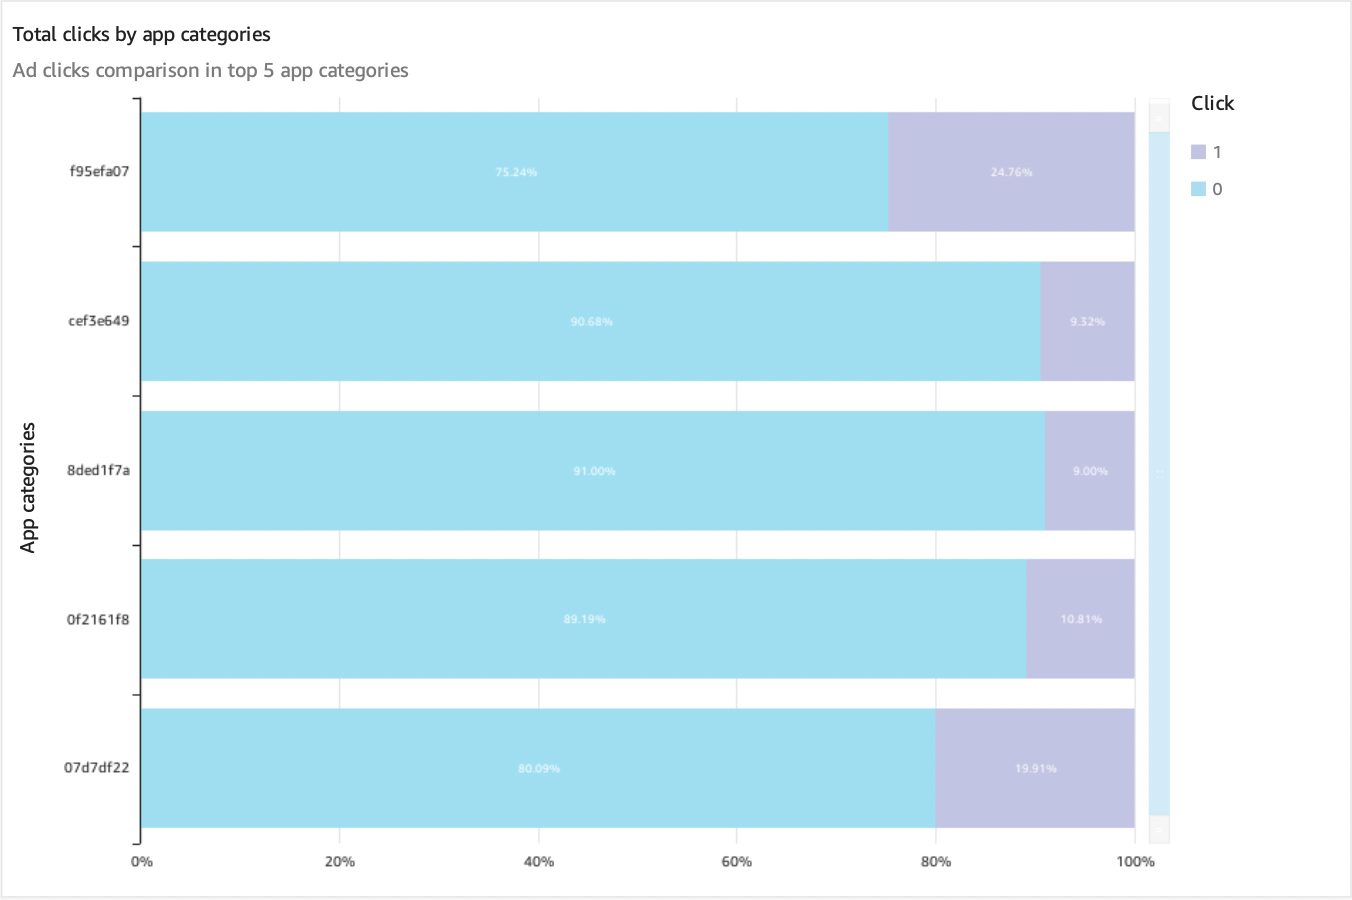 Total clicks by app categories
Ad clicks comparison in top 5 app categories
Click
1
0
App categories
f95efa07
75.24%
24.76%
cef3e649
90.68%
9.32%
8ded1f7a
91.00%
9.00%
0f2161f8
89.19%
10.81%
07d7df22
80.09%
19.91%
0%
20%
40%
60%
80%
100%